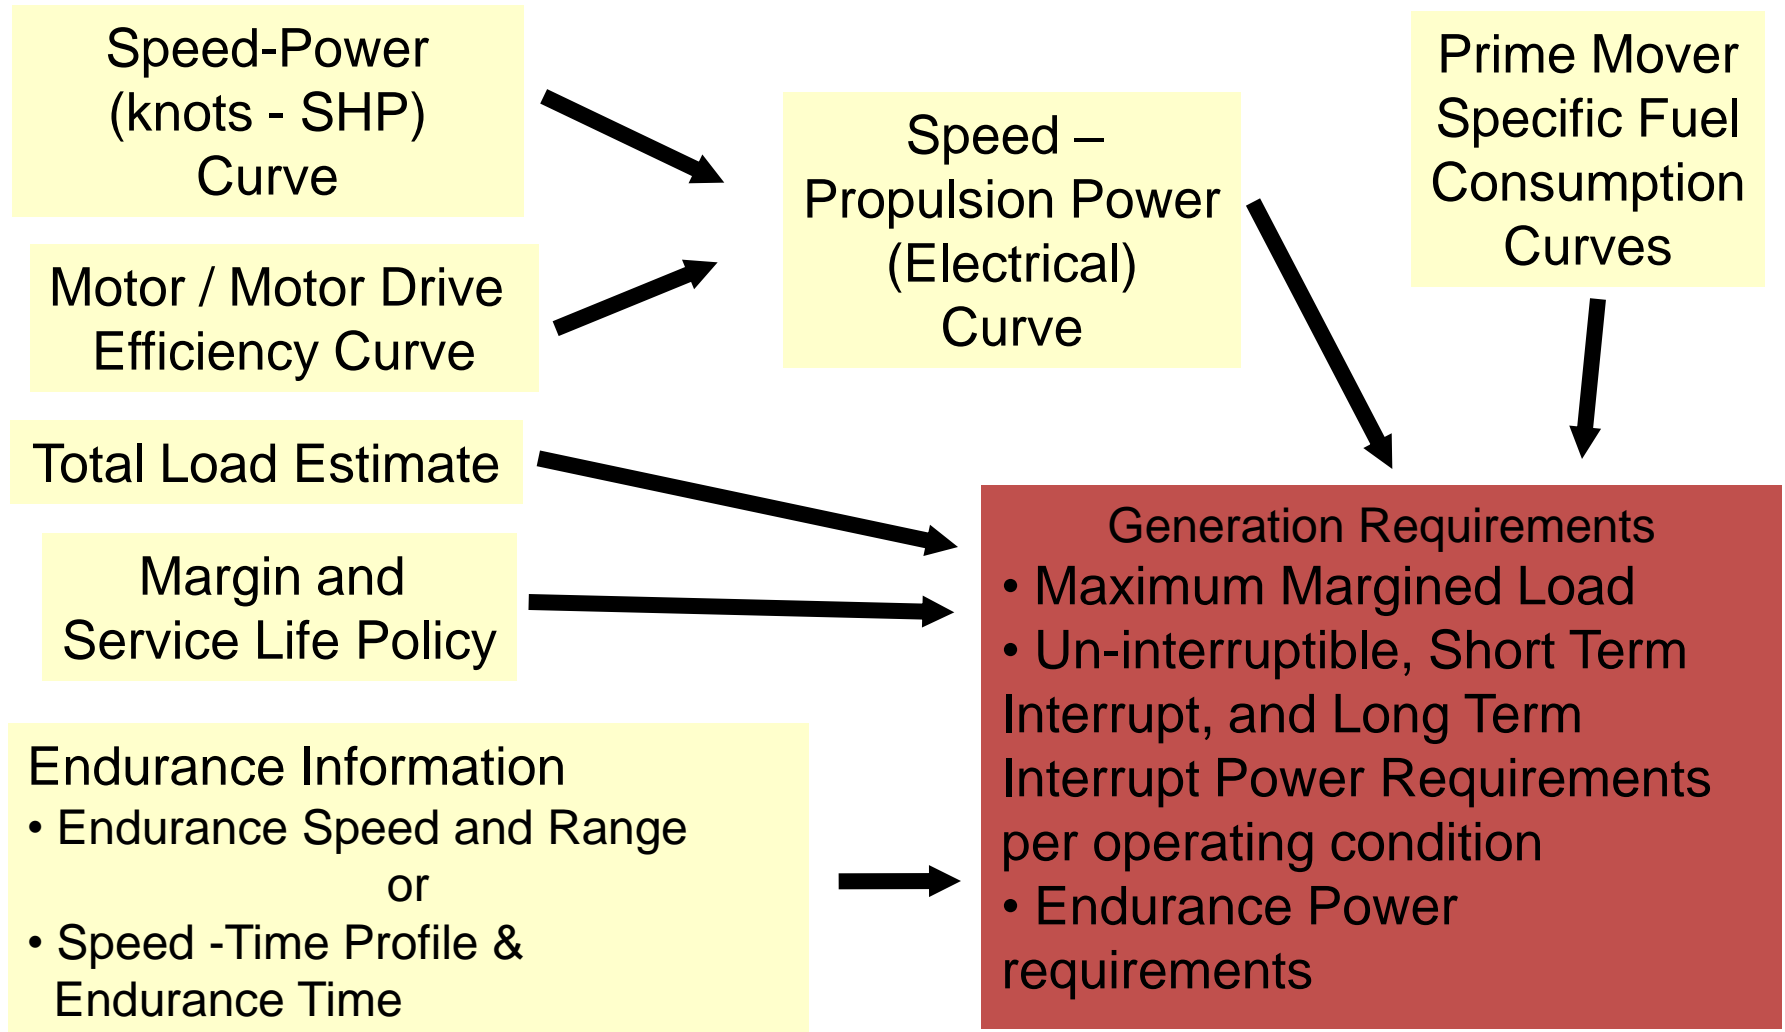 Speed-Power
(knots - SHP)
Curve
Motor / Motor Drive
Efficiency Curve
Total Load Estimate
Margin and
Service Life Policy
Endurance Information
• Endurance Speed and Range
or
• Speed -Time Profile &
Endurance Time
Speed –
Propulsion Power
(Electrical)
Curve
Prime Mover
Specific Fuel
Consumption
Curves
Generation Requirements
• Maximum Margined Load
• Un-interruptible, Short Term
Interrupt, and Long Term
Interrupt Power Requirements
per operating condition
• Endurance Power
requirements